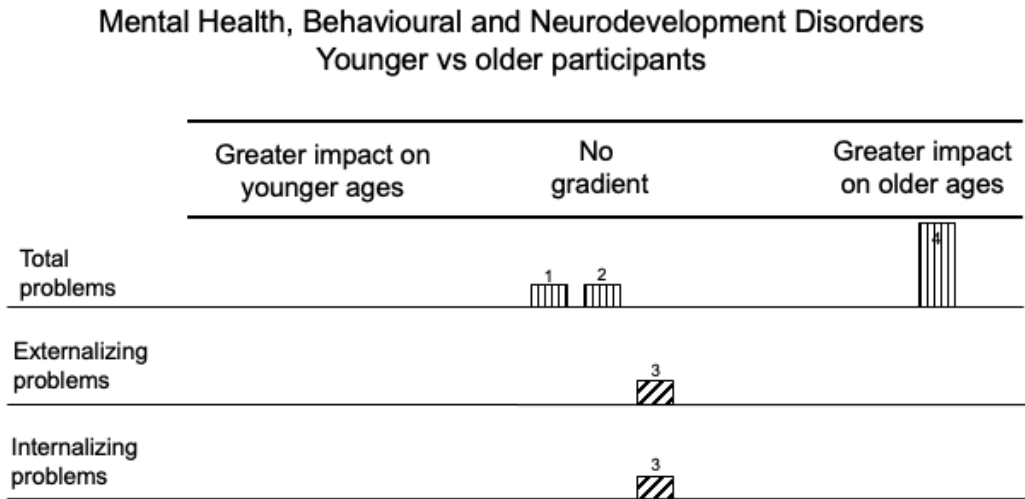 Mental Health, Behavioural and Neurodevelopment Disorders
Younger vs older participants
Greater impact on
younger ages
No
gradient
Greater impact
on older ages
Total
problems
1
2
4
Externalizing
problems
3
Internalizing
problems
3